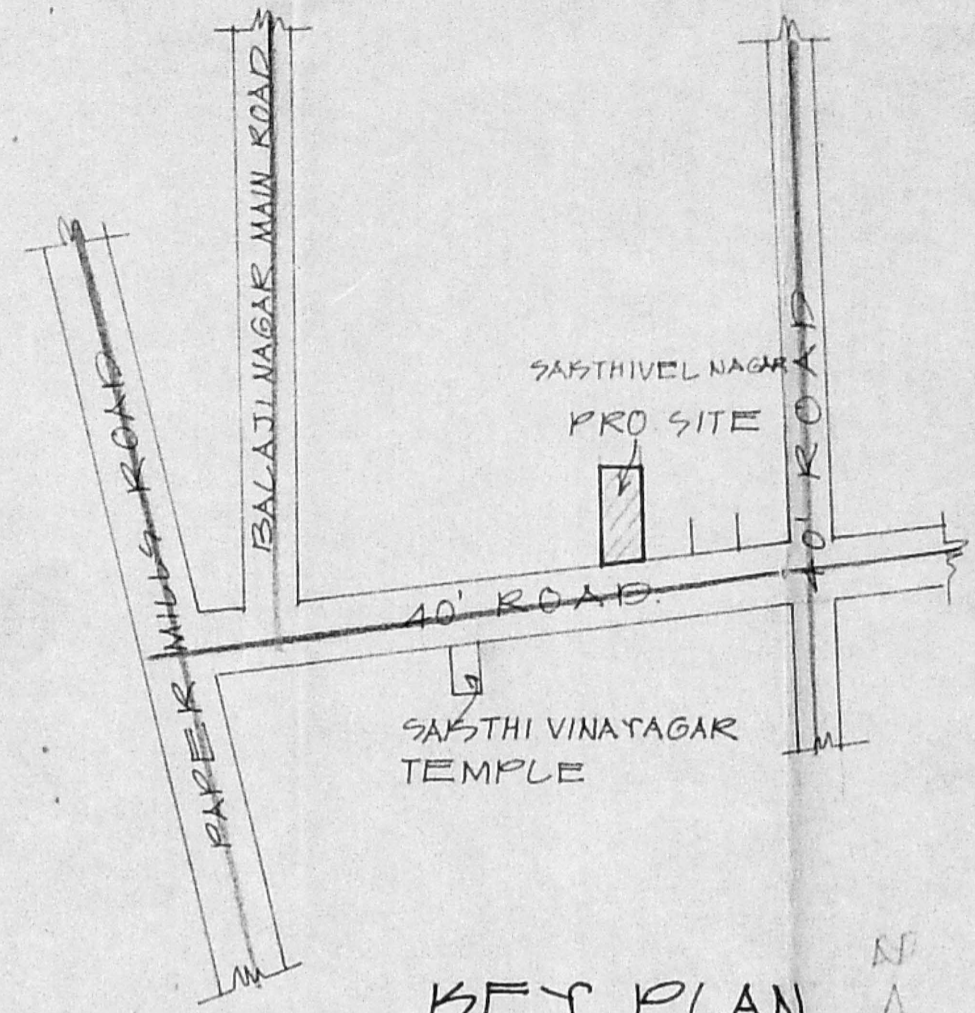 BALAJI NAGAR MAIN ROAD
PAPER MILLS ROAD
SAKTHIVEL NAGAR
PRO. SITE
40' ROAD
40' ROAD.
SAKTHI VINAYAGAR
TEMPLE
KEY PLAN